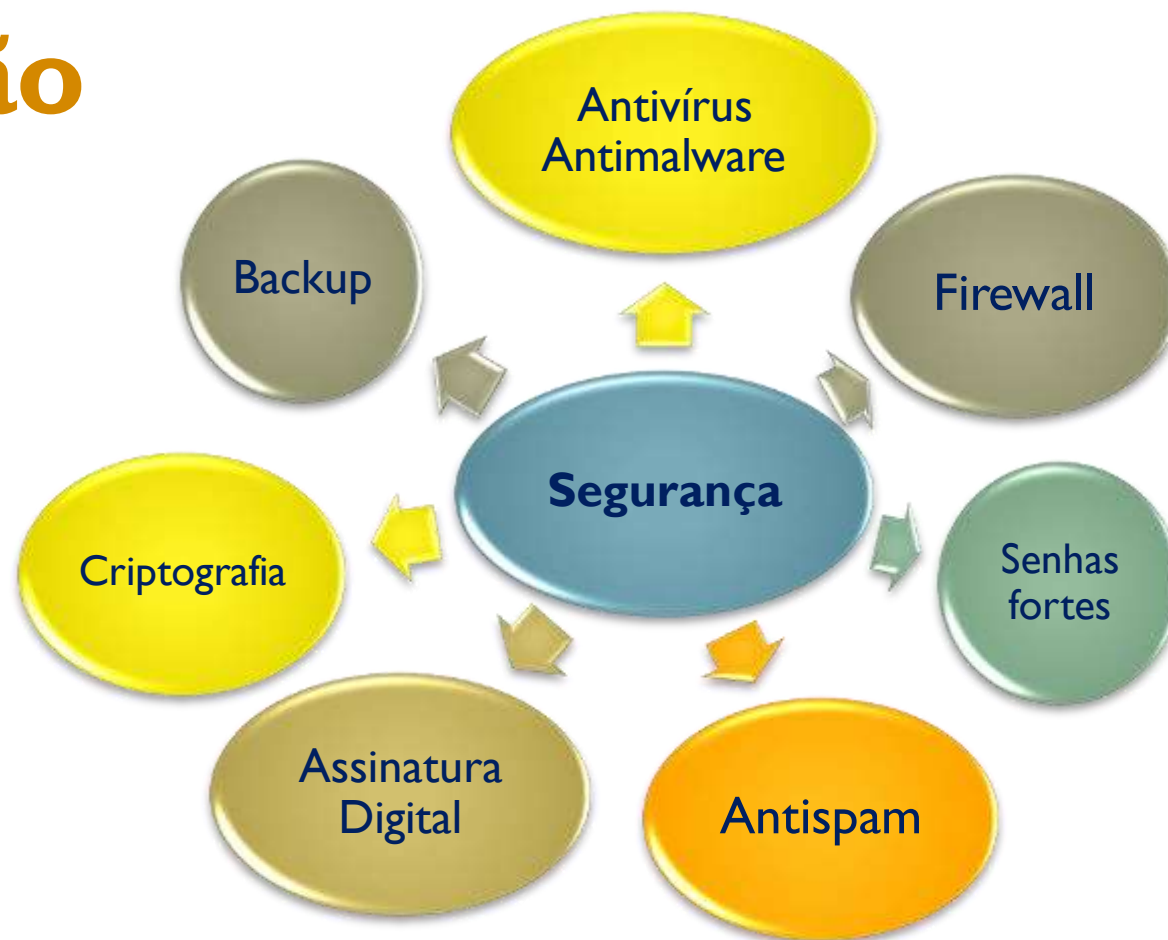 ão
Antivírus
Antimalware
Backup
Firewall
Segurança
Criptografia
Senhas
fortes
Assinatura
Digital
Antispam